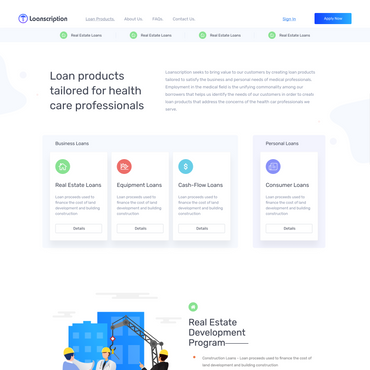 Loanscription
Loan Products
About Us
FAQs
Contact Us
Sign In
Apply Now
Real Estate Loans
Real Estate Loans
Real Estate Loans
Real Estate Loans
Loan products
tailored for health
care professionals
Loanscription seeks to bring value to our customers by creating loan products
tailored to satisfy the business and personal needs of medical professionals.
Employment in the medical field is the unifying commonality among our
borrowers that helps us identify the needs of our customers in order to create
loan products that address the concerns of the health car professionals we
serve.
Business Loans
Real Estate Loans
Loan proceeds used to
finance the cost of land
development and building
construction
Details
Equipment Loans
Loan proceeds used to
finance the cost of land
development and building
construction
Details
Cash-Flow Loans
Loan proceeds used to
finance the cost of land
development and building
construction
Details
Personal Loans
Consumer Loans
Loan proceeds used to
finance the cost of land
development and building
construction
Details
Real Estate
Development
Program
Construction Loans - Loan proceeds used to finance the cost of
land development and building construction